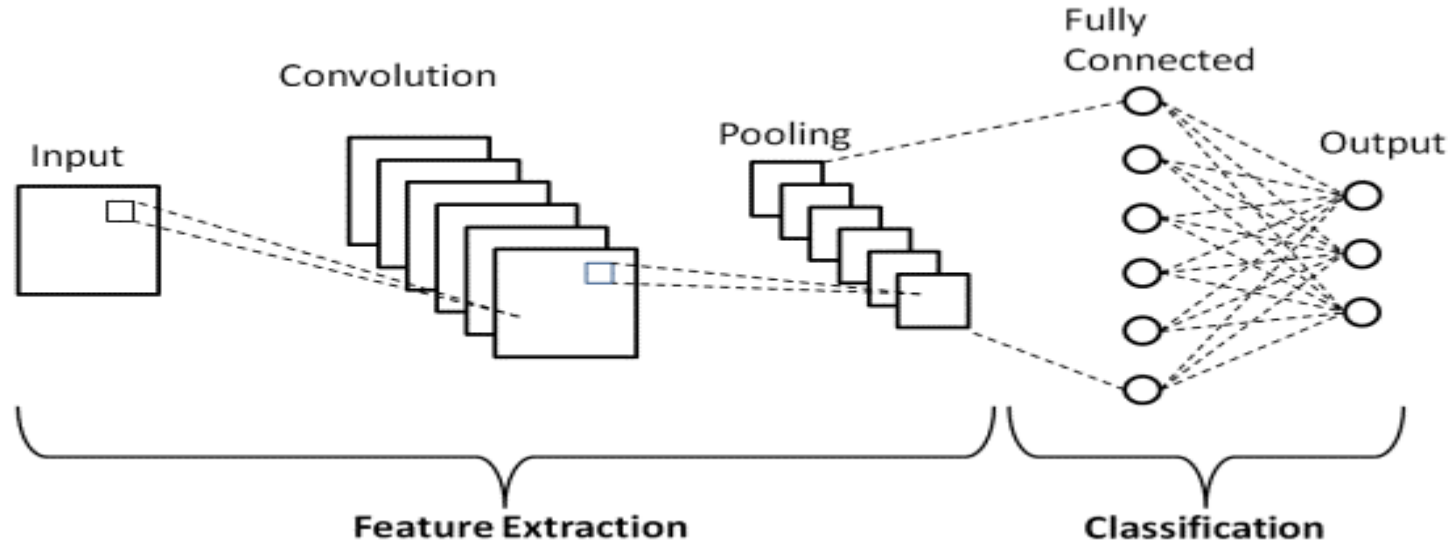 Input
Convolution
Pooling
Fully
Connected
Output
Feature Extraction
Classification